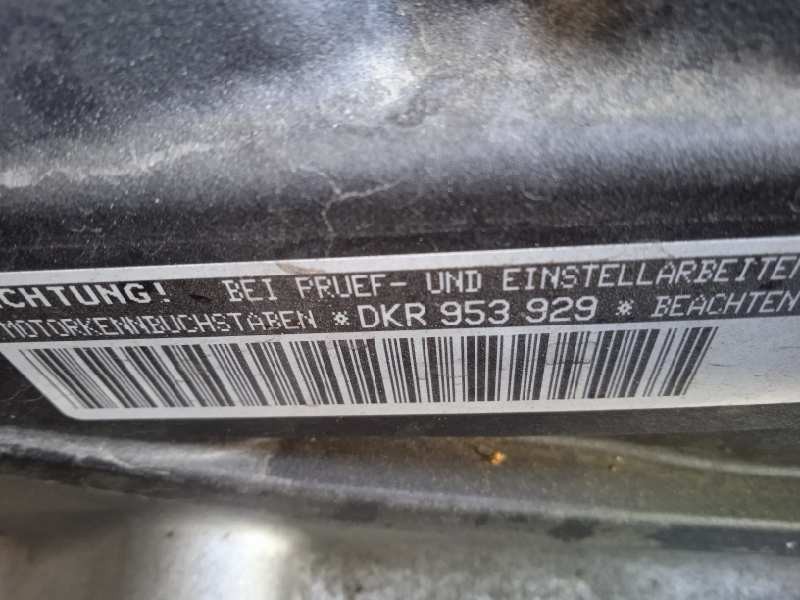 CHTUNG! BEI PRUEF- UND EINSTELLARBEITEN
MOTORKENNBUCHSTABEN * DKR 953 929 * BEACHTEN